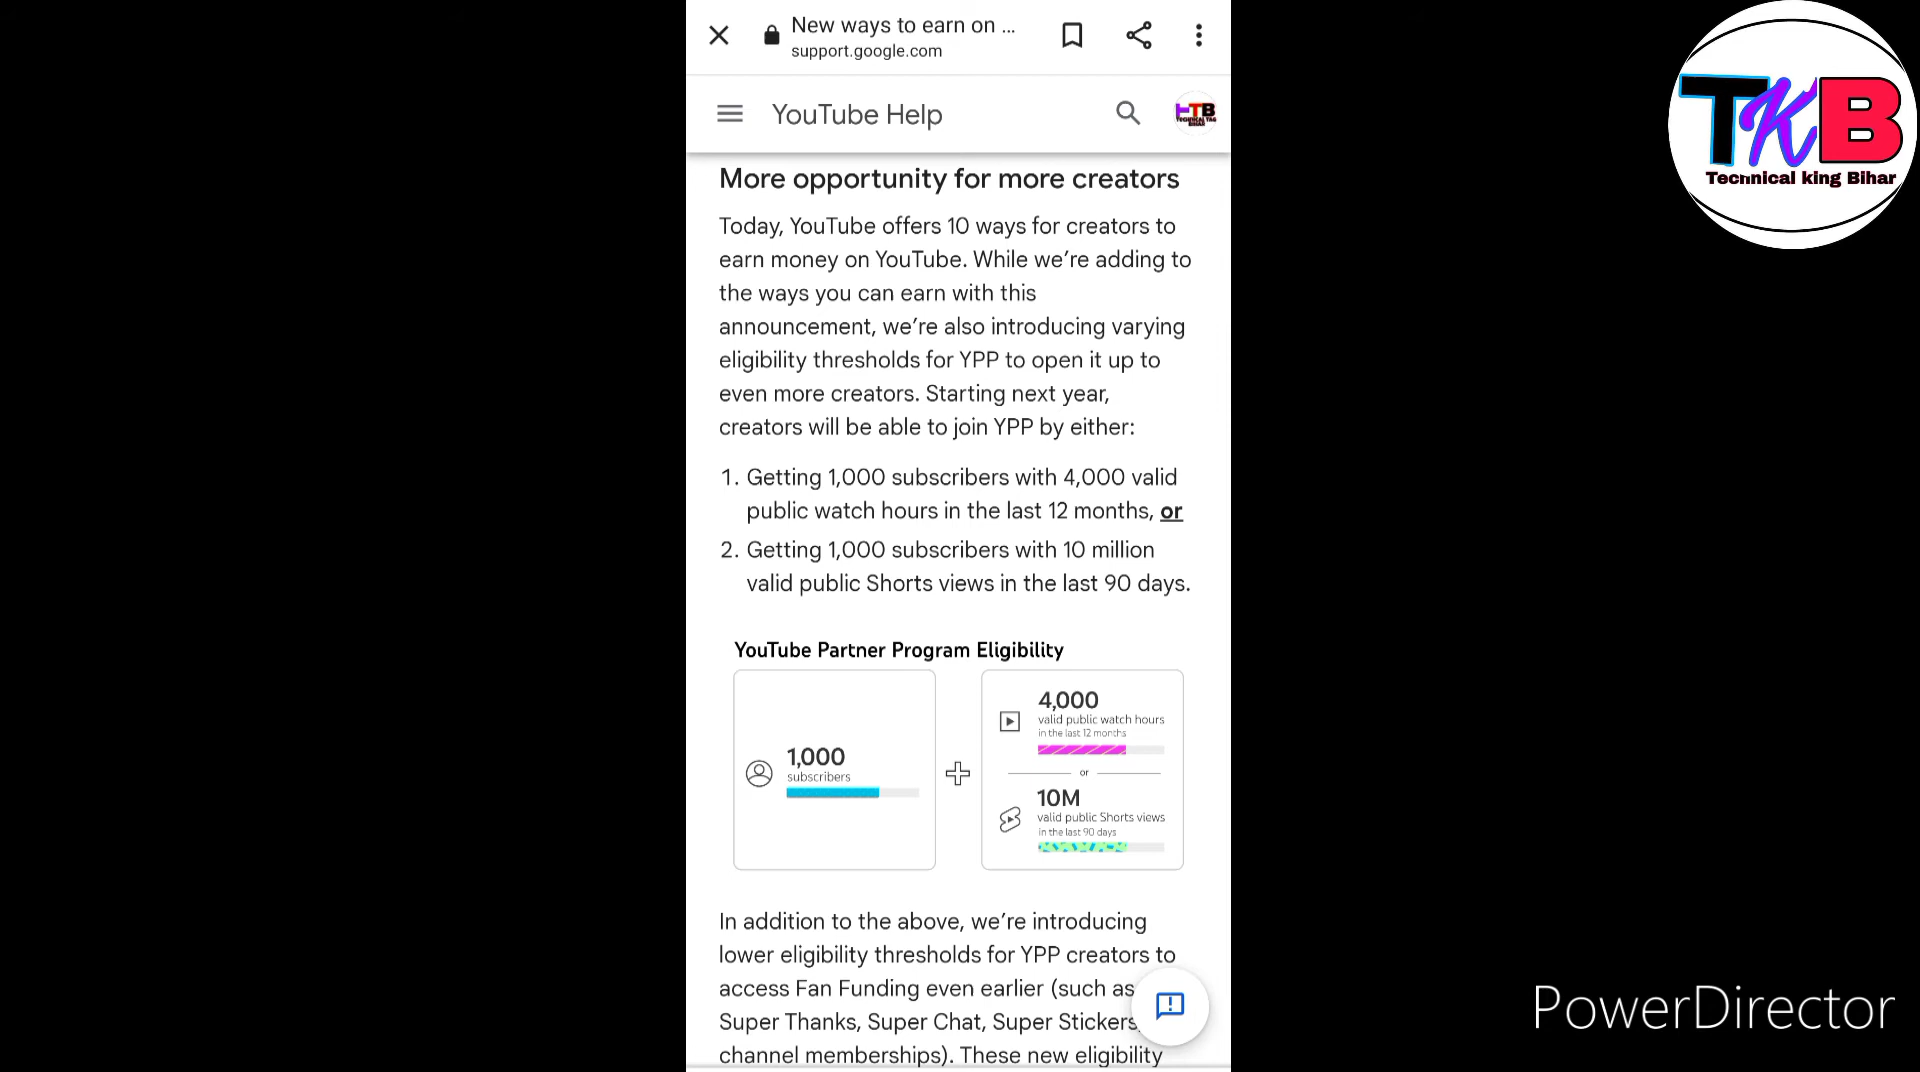 New ways to earn on ...
support.google.com
YouTube Help
TKB
Technical king Bihar
More opportunity for more creators
Today, YouTube offers 10 ways for creators to
earn money on YouTube. While we’re adding to
the ways you can earn with this
announcement, we’re also introducing varying
eligibility thresholds for YPP to open it up to
even more creators. Starting next year,
creators will be able to join YPP by either:
1. Getting 1,000 subscribers with 4,000 valid
public watch hours in the last 12 months, or
2. Getting 1,000 subscribers with 10 million
valid public Shorts views in the last 90 days.
YouTube Partner Program Eligibility
1,000
subscribers
4,000
valid public watch hours
in the last 12 months
or
10M
valid public Shorts views
in the last 90 days
In addition to the above, we’re introducing
lower eligibility thresholds for YPP creators to
access Fan Funding even earlier (such as
Super Thanks, Super Chat, Super Stickers
channel memberships). These new eligibility
PowerDirector